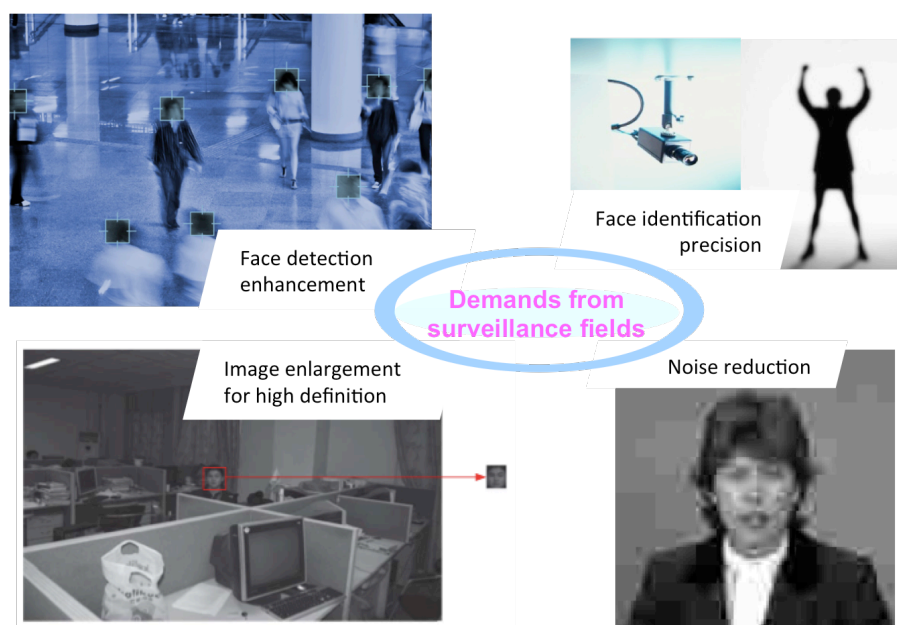 Face detection
enhancement
Face identification
precision
Demands from
surveillance fields
Image enlargement
for high definition
Noise reduction